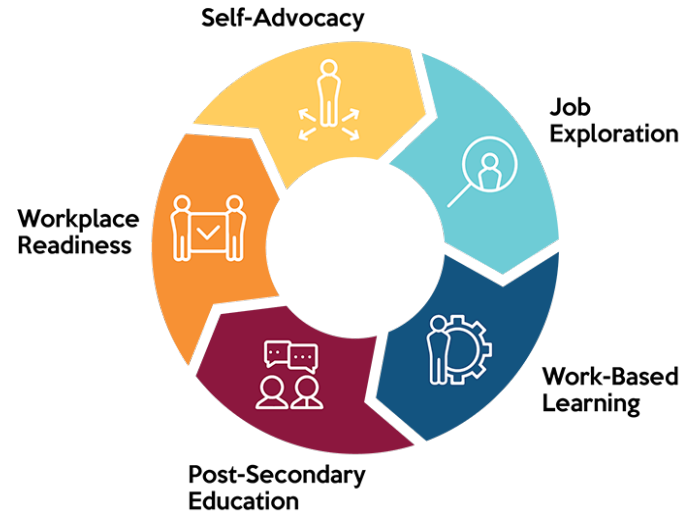 Self-Advocacy
Job
Exploration
Work-Based
Learning
Post-Secondary
Education
Workplace
Readiness